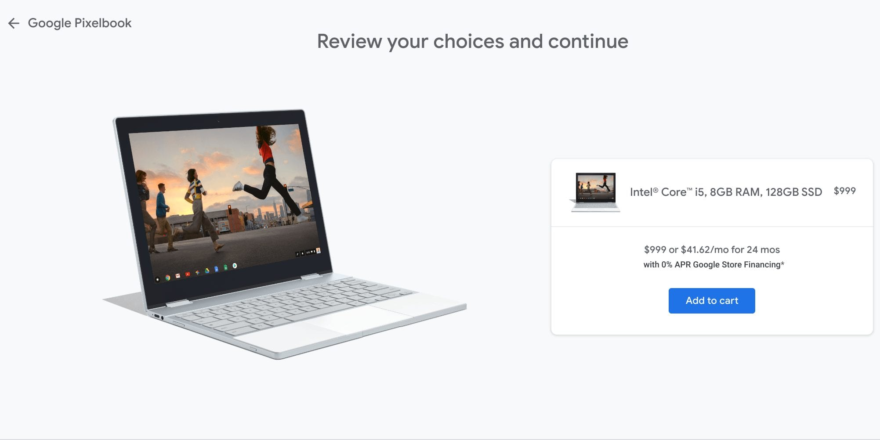 Google Pixelbook
Review your choices and continue
Intel® Core™ i5, 8GB RAM, 128GB SSD $999
$999 or $41.62/mo for 24 mos
with 0% APR Google Store Financing*
Add to cart